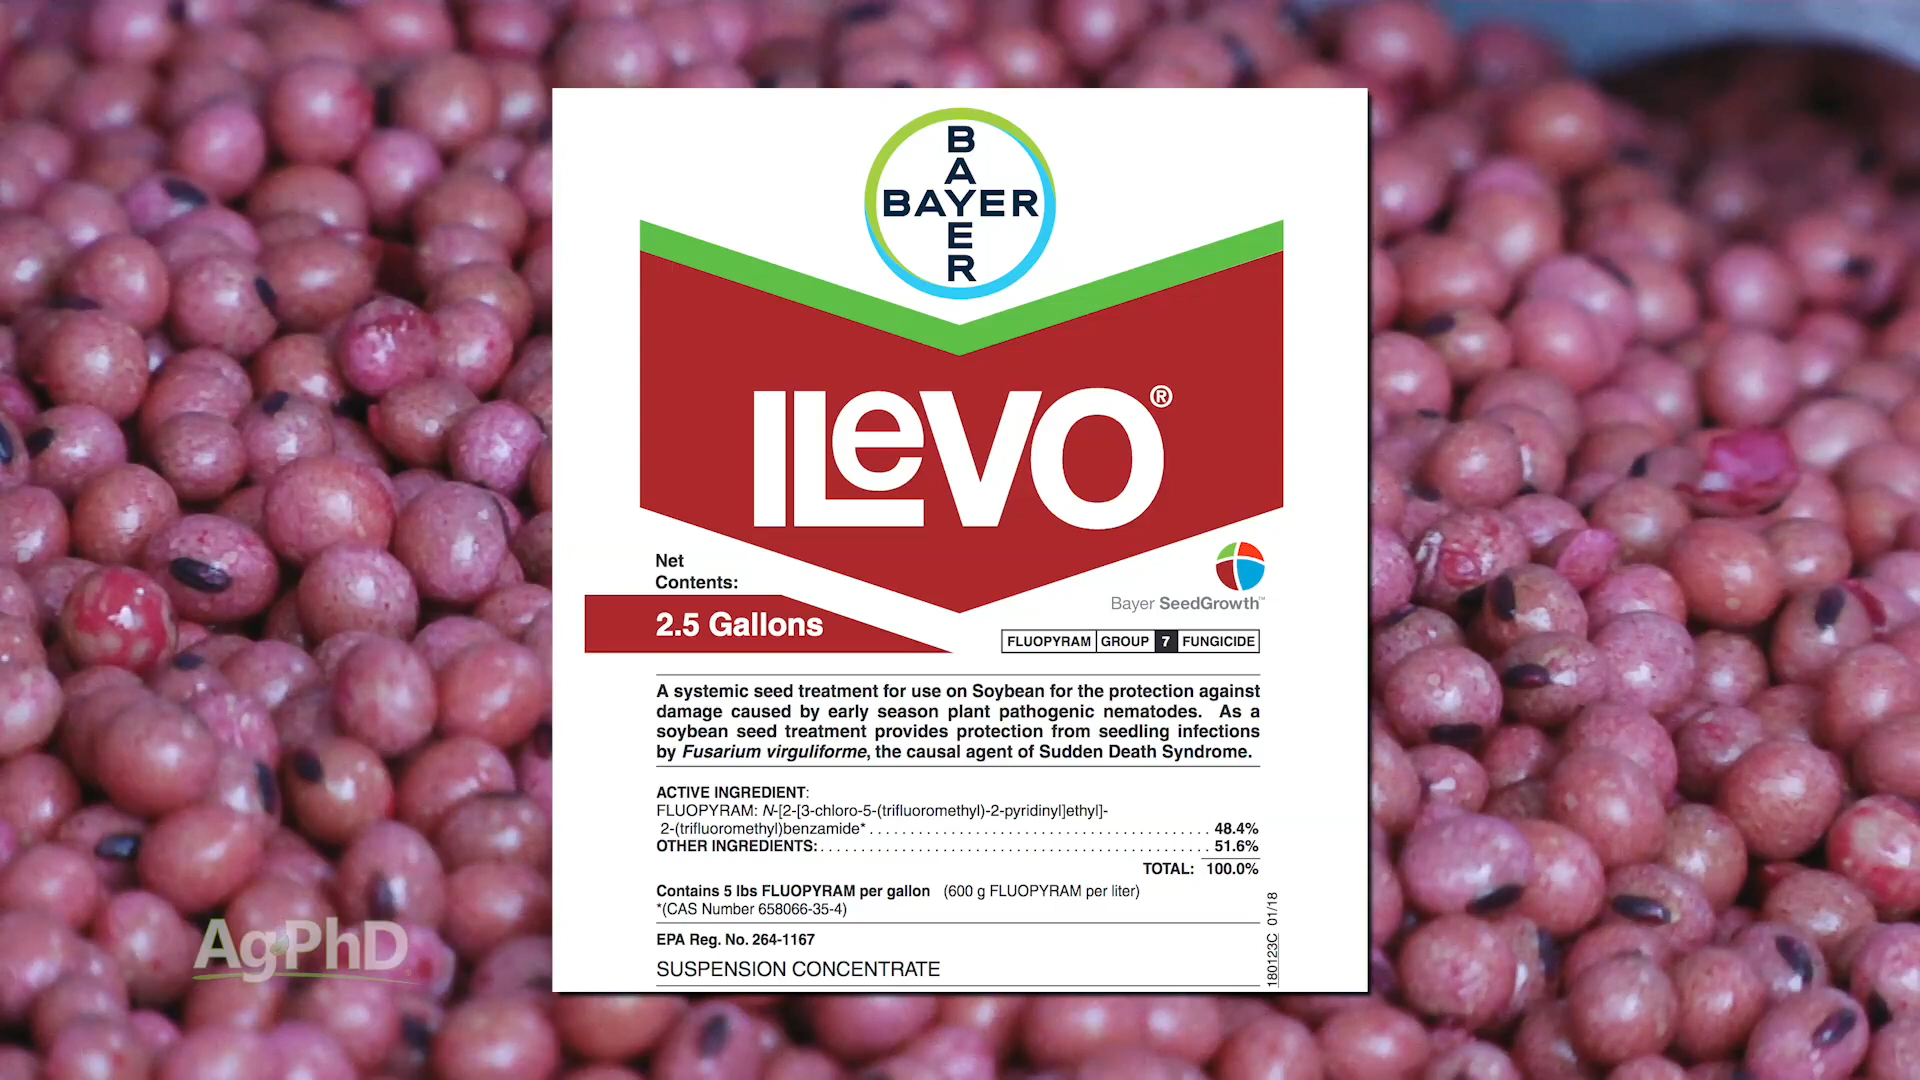 BAYER
BAYER
ILeVO®
Net
Contents:
2.5 Gallons
Bayer SeedGrowth™
FLUOPYRAM GROUP 7 FUNGICIDE
A systemic seed treatment for use on Soybean for the protection against
damage caused by early season plant pathogenic nematodes. As a
soybean seed treatment provides protection from seedling infections
by Fusarium virguliforme, the causal agent of Sudden Death Syndrome.
ACTIVE INGREDIENT:
FLUOPYRAM: N-[2-[3-chloro-5-(trifluoromethyl)-2-pyridinyl]ethyl]-
2-(trifluoromethyl)benzamide* . . . . . . . . . . . . . . . . . . . . . . . . . . . . . . . . . . . . . . . . . . 48.4%
OTHER INGREDIENTS: . . . . . . . . . . . . . . . . . . . . . . . . . . . . . . . . . . . . . . . . . . . . . . . . 51.6%
TOTAL: 100.0%
Contains 5 lbs FLUOPYRAM per gallon (600 g FLUOPYRAM per liter)
*(CAS Number 658066-35-4)
EPA Reg. No. 264-1167
SUSPENSION CONCENTRATE
180123C 01/18
AgPhD